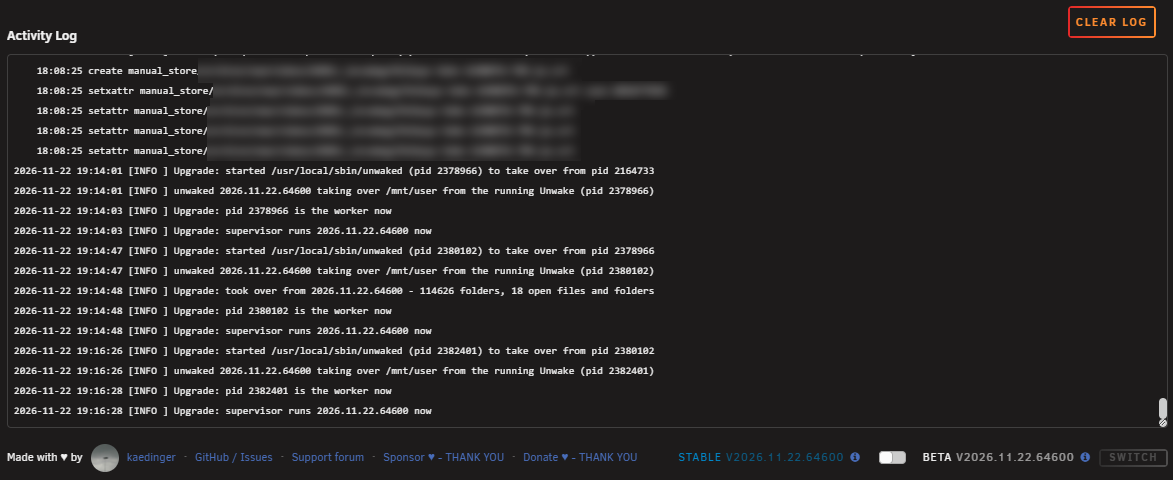 CLEAR LOG
Activity Log
18:08:25 create manual_store
18:08:25 setxattr manual_store/
18:08:25 setattr manual_store/
18:08:25 setattr manual_store/
18:08:25 setattr manual_store/
2026-11-22 19:14:01 [INFO ] Upgrade: started /usr/local/sbin/unwaked (pid 2378966) to take over from pid 2164733
2026-11-22 19:14:01 [INFO ] unwaked 2026.11.22.64600 taking over /mnt/user from the running Unwake (pid 2378966)
2026-11-22 19:14:03 [INFO ] Upgrade: pid 2378966 is the worker now
2026-11-22 19:14:03 [INFO ] Upgrade: supervisor runs 2026.11.22.64600 now
2026-11-22 19:14:47 [INFO ] Upgrade: started /usr/local/sbin/unwaked (pid 2380102) to take over from pid 2378966
2026-11-22 19:14:47 [INFO ] unwaked 2026.11.22.64600 taking over /mnt/user from the running Unwake (pid 2380102)
2026-11-22 19:14:48 [INFO ] Upgrade: took over from 2026.11.22.64600 - 114626 folders, 18 open files and folders
2026-11-22 19:14:48 [INFO ] Upgrade: pid 2380102 is the worker now
2026-11-22 19:14:48 [INFO ] Upgrade: supervisor runs 2026.11.22.64600 now
2026-11-22 19:16:26 [INFO ] Upgrade: started /usr/local/sbin/unwaked (pid 2382401) to take over from pid 2380102
2026-11-22 19:16:26 [INFO ] unwaked 2026.11.22.64600 taking over /mnt/user from the running Unwake (pid 2382401)
2026-11-22 19:16:28 [INFO ] Upgrade: pid 2382401 is the worker now
2026-11-22 19:16:28 [INFO ] Upgrade: supervisor runs 2026.11.22.64600 now
Made with ♥ by kaedinger · GitHub / Issues · Support forum · Sponsor ♥ - THANK YOU · Donate ♥ - THANK YOU STABLE V2026.11.22.64600 BETA V2026.11.22.64600 SWITCH